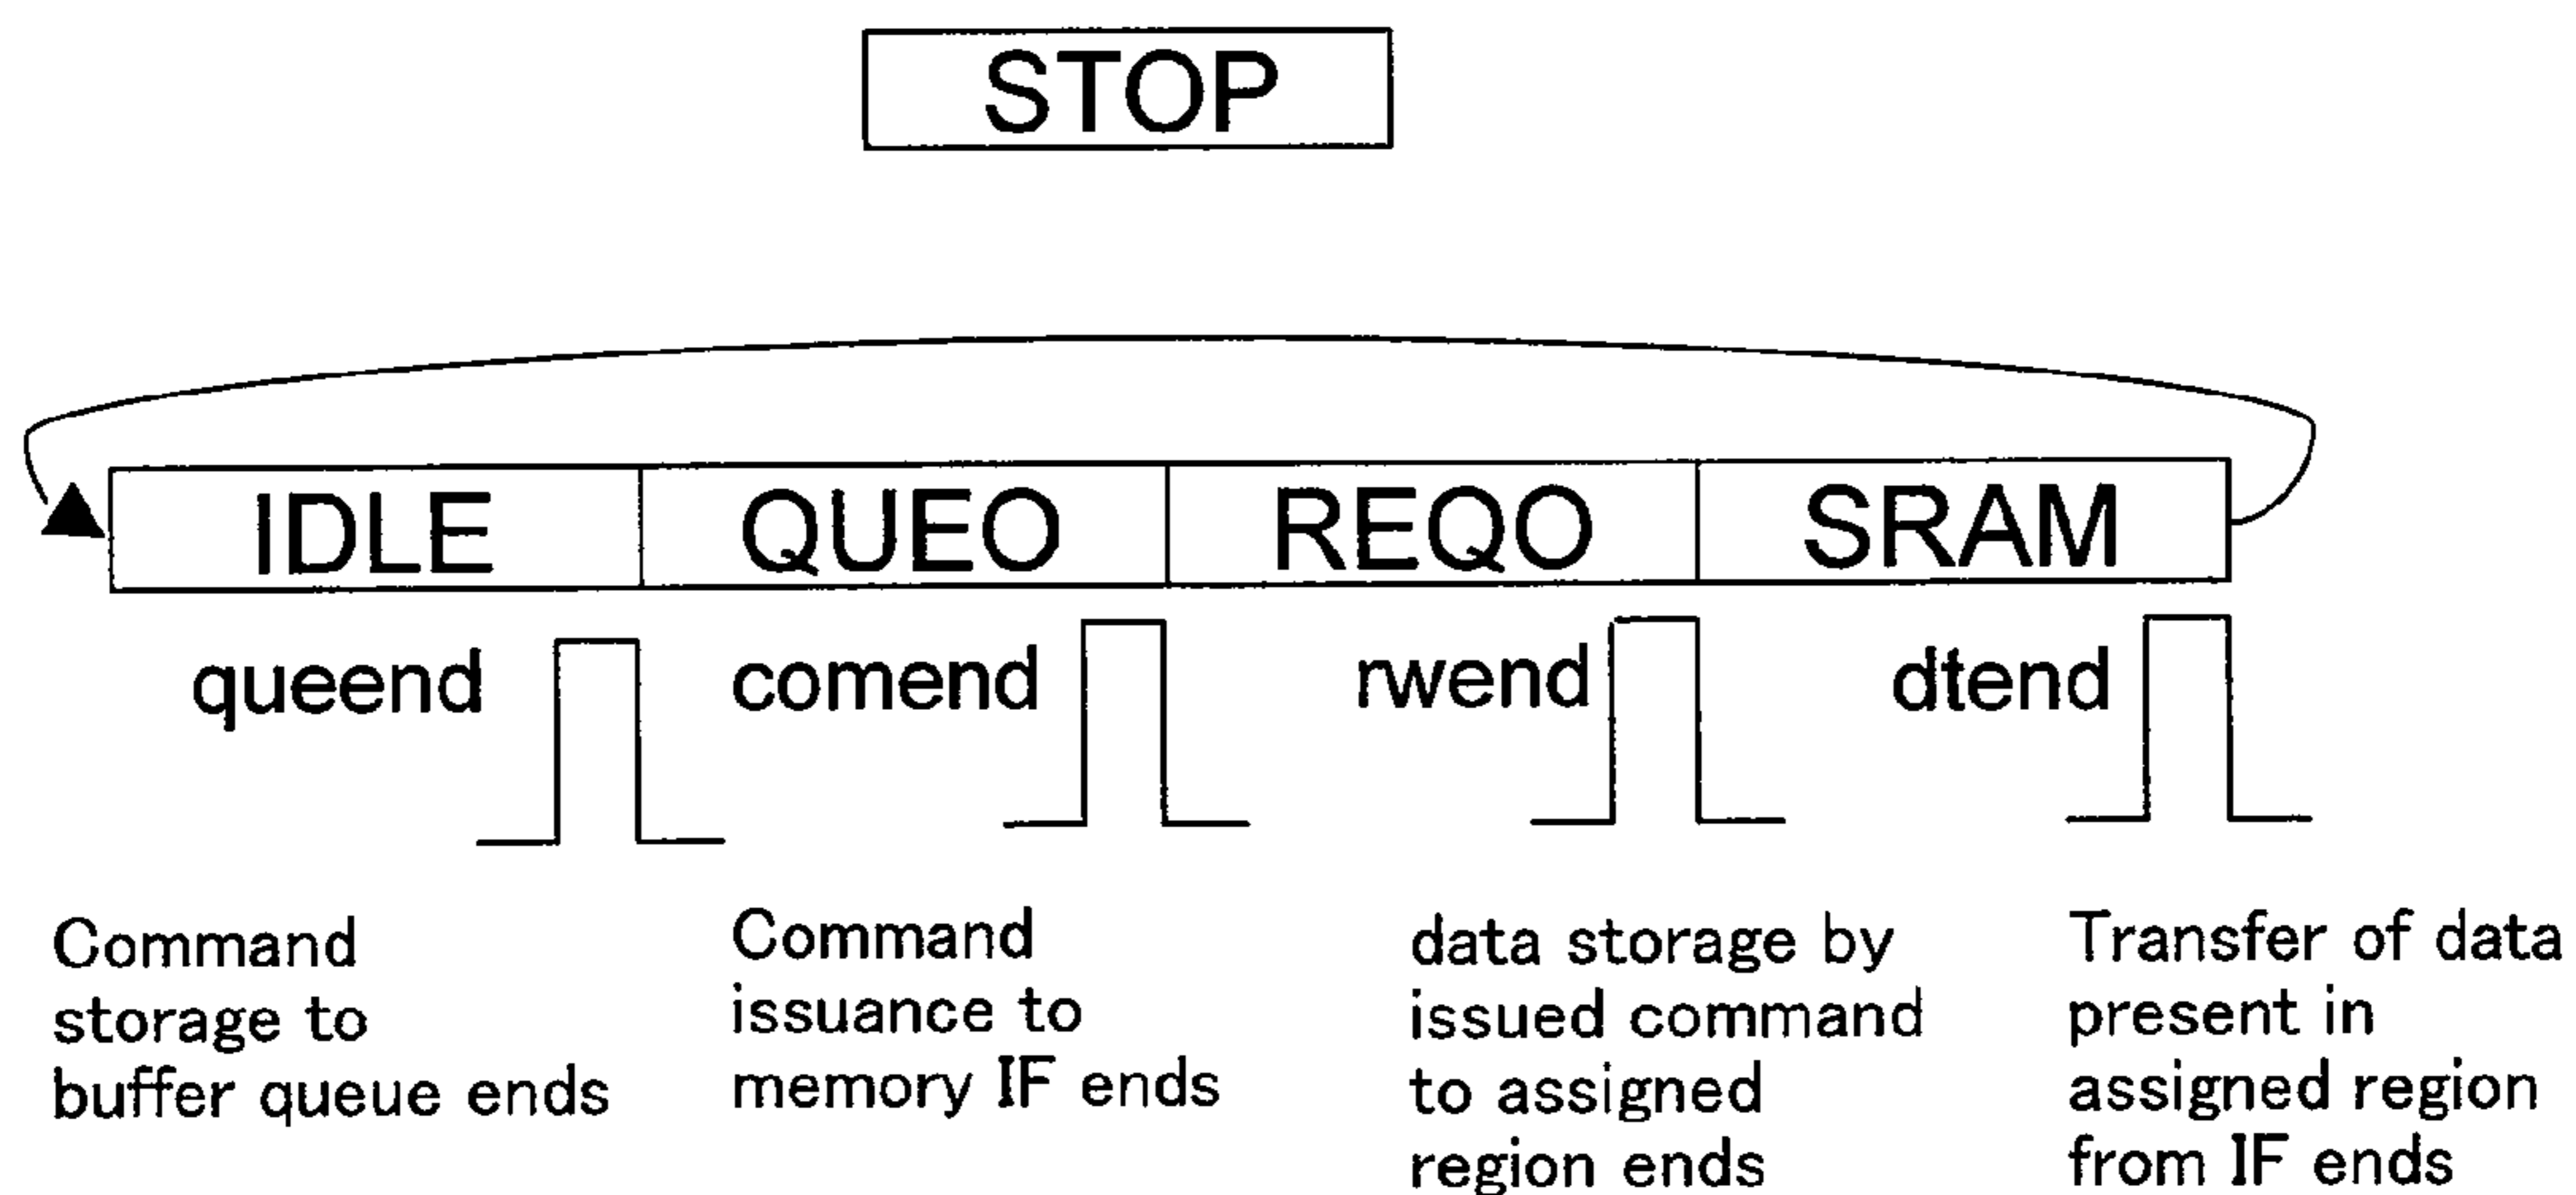 STOP
IDLE QUEO REQO SRAM
queend comend rwend dtend
Command
storage to
buffer queue ends
Command
issuance to
memory IF ends
data storage by
issued command
to assigned
region ends
Transfer of data
present in
assigned region
from IF ends